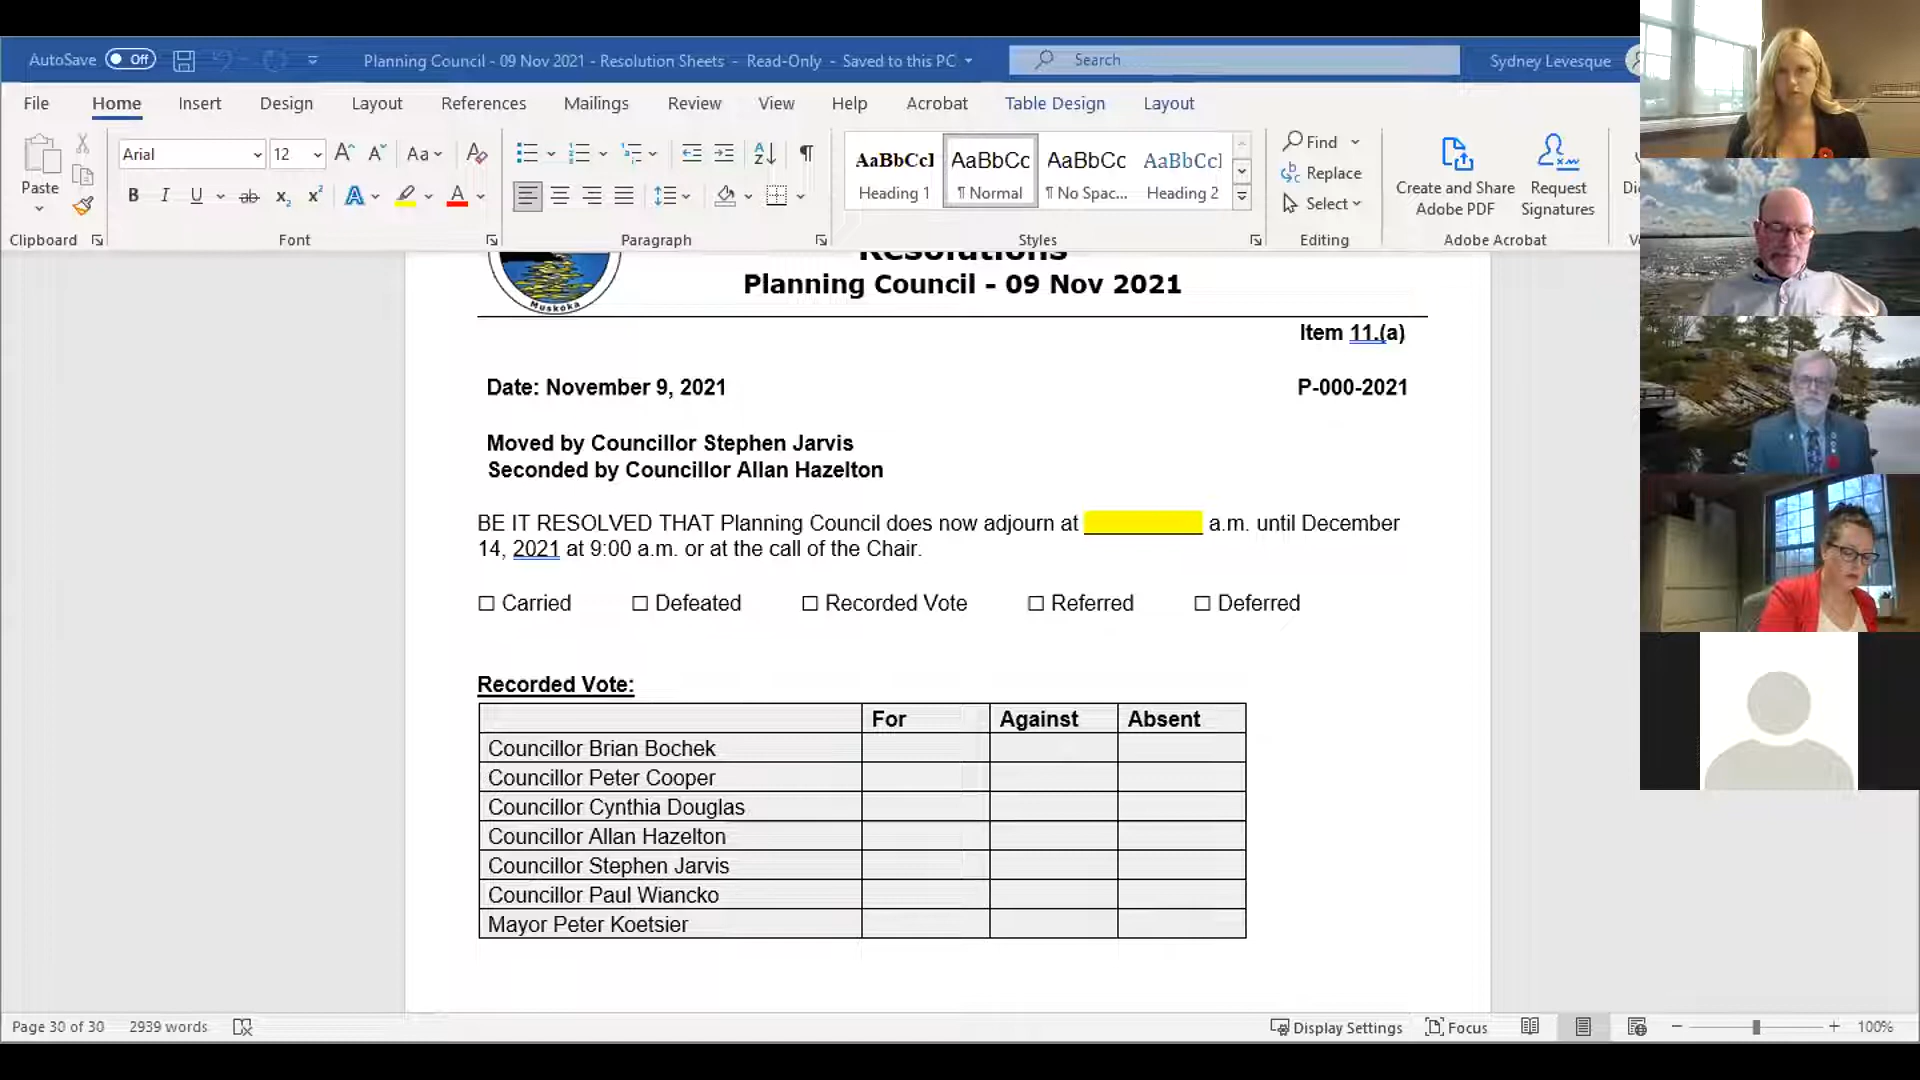 AutoSave Off Planning Council - 09 Nov 2021 - Resolution Sheets - Read-Only - Saved to this PC Search Sydney Levesque
File Home Insert Design Layout References Mailings Review View Help Acrobat Table Design Layout
Paste
Arial 12 Aa
B I U ab x₂ x² A A
AaBbCcI AaBbCc AaBbCc AaBbCcI
Heading 1 ¶ Normal ¶ No Spac... Heading 2
Find
Replace
Select
Create and Share Adobe PDF
Request Signatures
Clipboard Font Paragraph Styles Editing Adobe Acrobat
Resolutions
Muskoka
Planning Council - 09 Nov 2021
Item 11.(a)
Date: November 9, 2021 P-000-2021
Moved by Councillor Stephen Jarvis
Seconded by Councillor Allan Hazelton
BE IT RESOLVED THAT Planning Council does now adjourn at a.m. until December
14, 2021 at 9:00 a.m. or at the call of the Chair.
☐ Carried ☐ Defeated ☐ Recorded Vote ☐ Referred ☐ Deferred
Recorded Vote:
For Against Absent
Councillor Brian Bochek
Councillor Peter Cooper
Councillor Cynthia Douglas
Councillor Allan Hazelton
Councillor Stephen Jarvis
Councillor Paul Wiancko
Mayor Peter Koetsier
Page 30 of 30 2939 words Display Settings Focus 100%